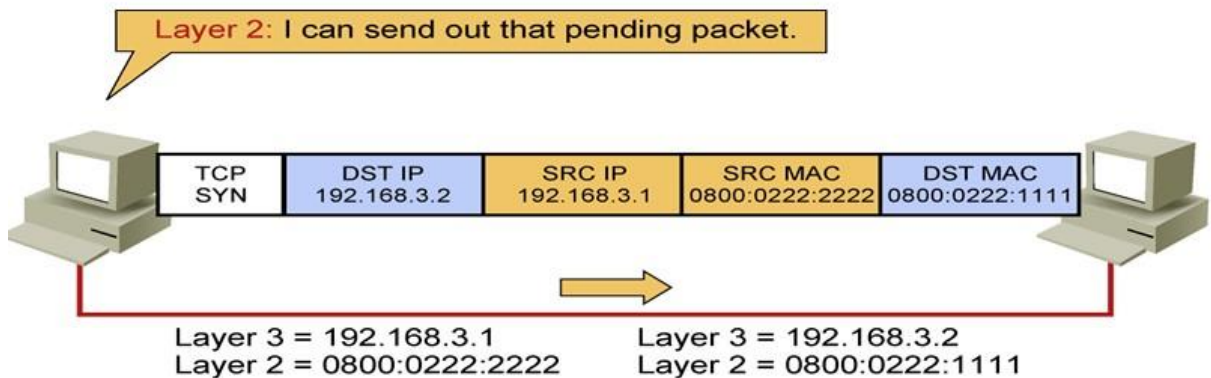 Layer 2: I can send out that pending packet.
TCP
SYN
DST IP
192.168.3.2
SRC IP
192.168.3.1
SRC MAC
0800:0222:2222
DST MAC
0800:0222:1111
Layer 3 = 192.168.3.1
Layer 2 = 0800:0222:2222
Layer 3 = 192.168.3.2
Layer 2 = 0800:0222:1111